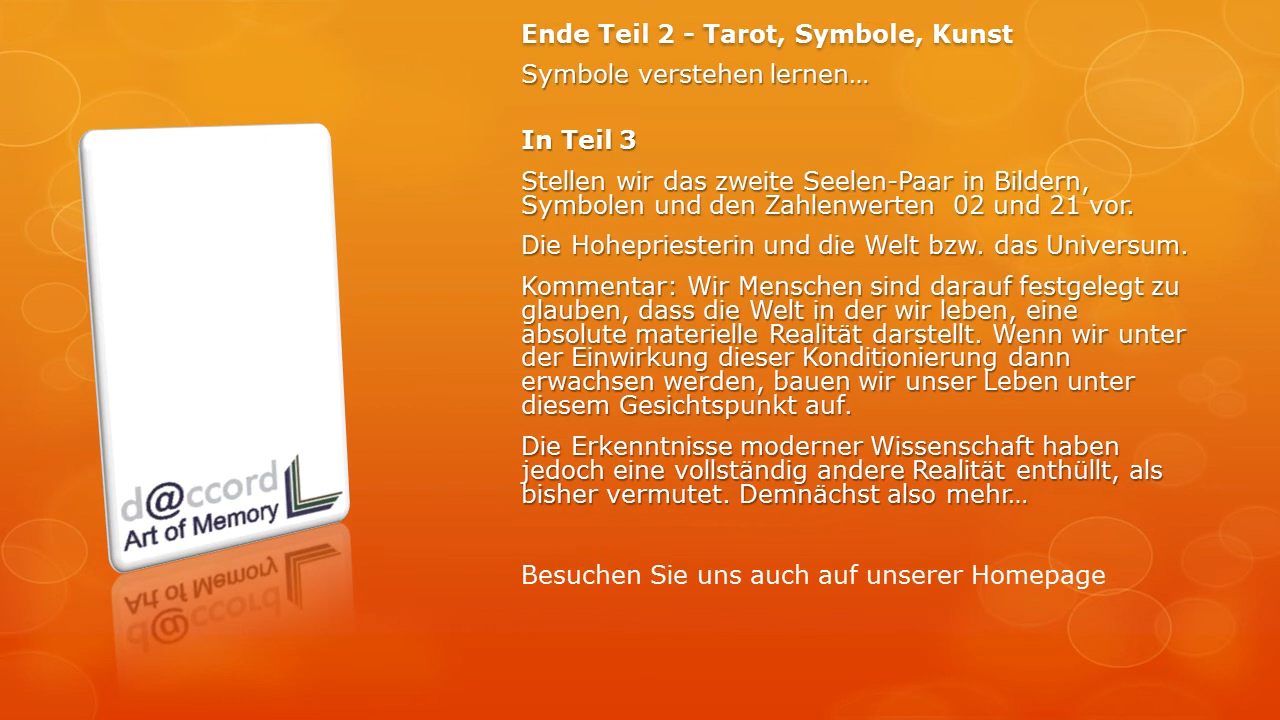 Ende Teil 2 - Tarot, Symbole, Kunst
Symbole verstehen lernen…
In Teil 3
Stellen wir das zweite Seelen-Paar in Bildern,
Symbolen und den Zahlenwerten 02 und 21 vor.
Die Hohepriesterin und die Welt bzw. das Universum.
Kommentar: Wir Menschen sind darauf festgelegt zu
glauben, dass die Welt in der wir leben, eine
absolute materielle Realität darstellt. Wenn wir unter
der Einwirkung dieser Konditionierung dann
erwachsen werden, bauen wir unser Leben unter
diesem Gesichtspunkt auf.
Die Erkenntnisse moderner Wissenschaft haben
jedoch eine vollständig andere Realität enthüllt, als
bisher vermutet. Demnächst also mehr…
Besuchen Sie uns auch auf unserer Homepage
d@ccord
Art of Memory